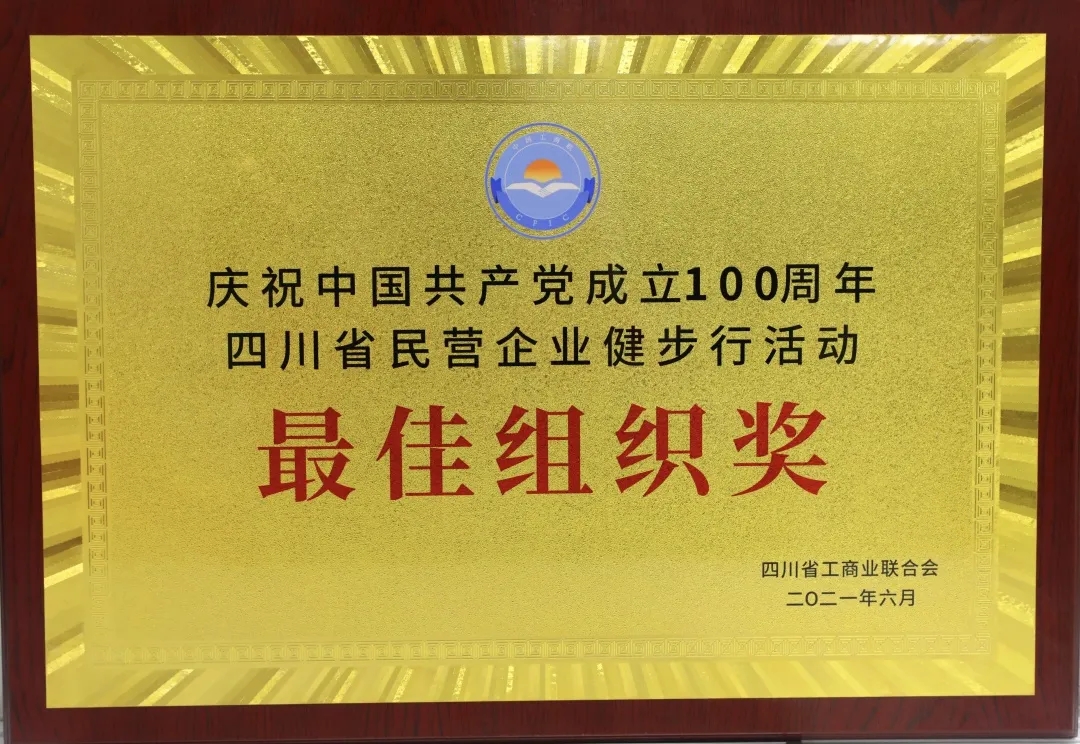 CFIC
庆祝中国共产党成立100周年
四川省民营企业健步行活动
最佳组织奖
四川省工商业联合会
二〇二一年六月